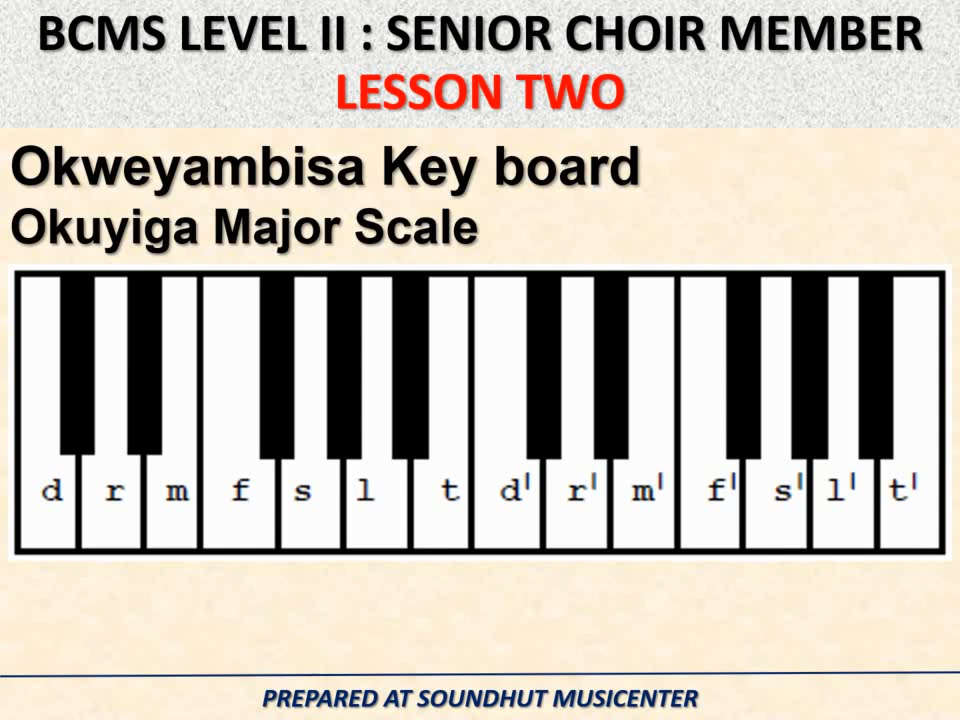 BCMS LEVEL II : SENIOR CHOIR MEMBER
LESSON TWO
Okweyambisa Key board
Okuyiga Major Scale
d r m f s l t d' r' m' f' s' l' t'
PREPARED AT SOUNDHUT MUSICENTER